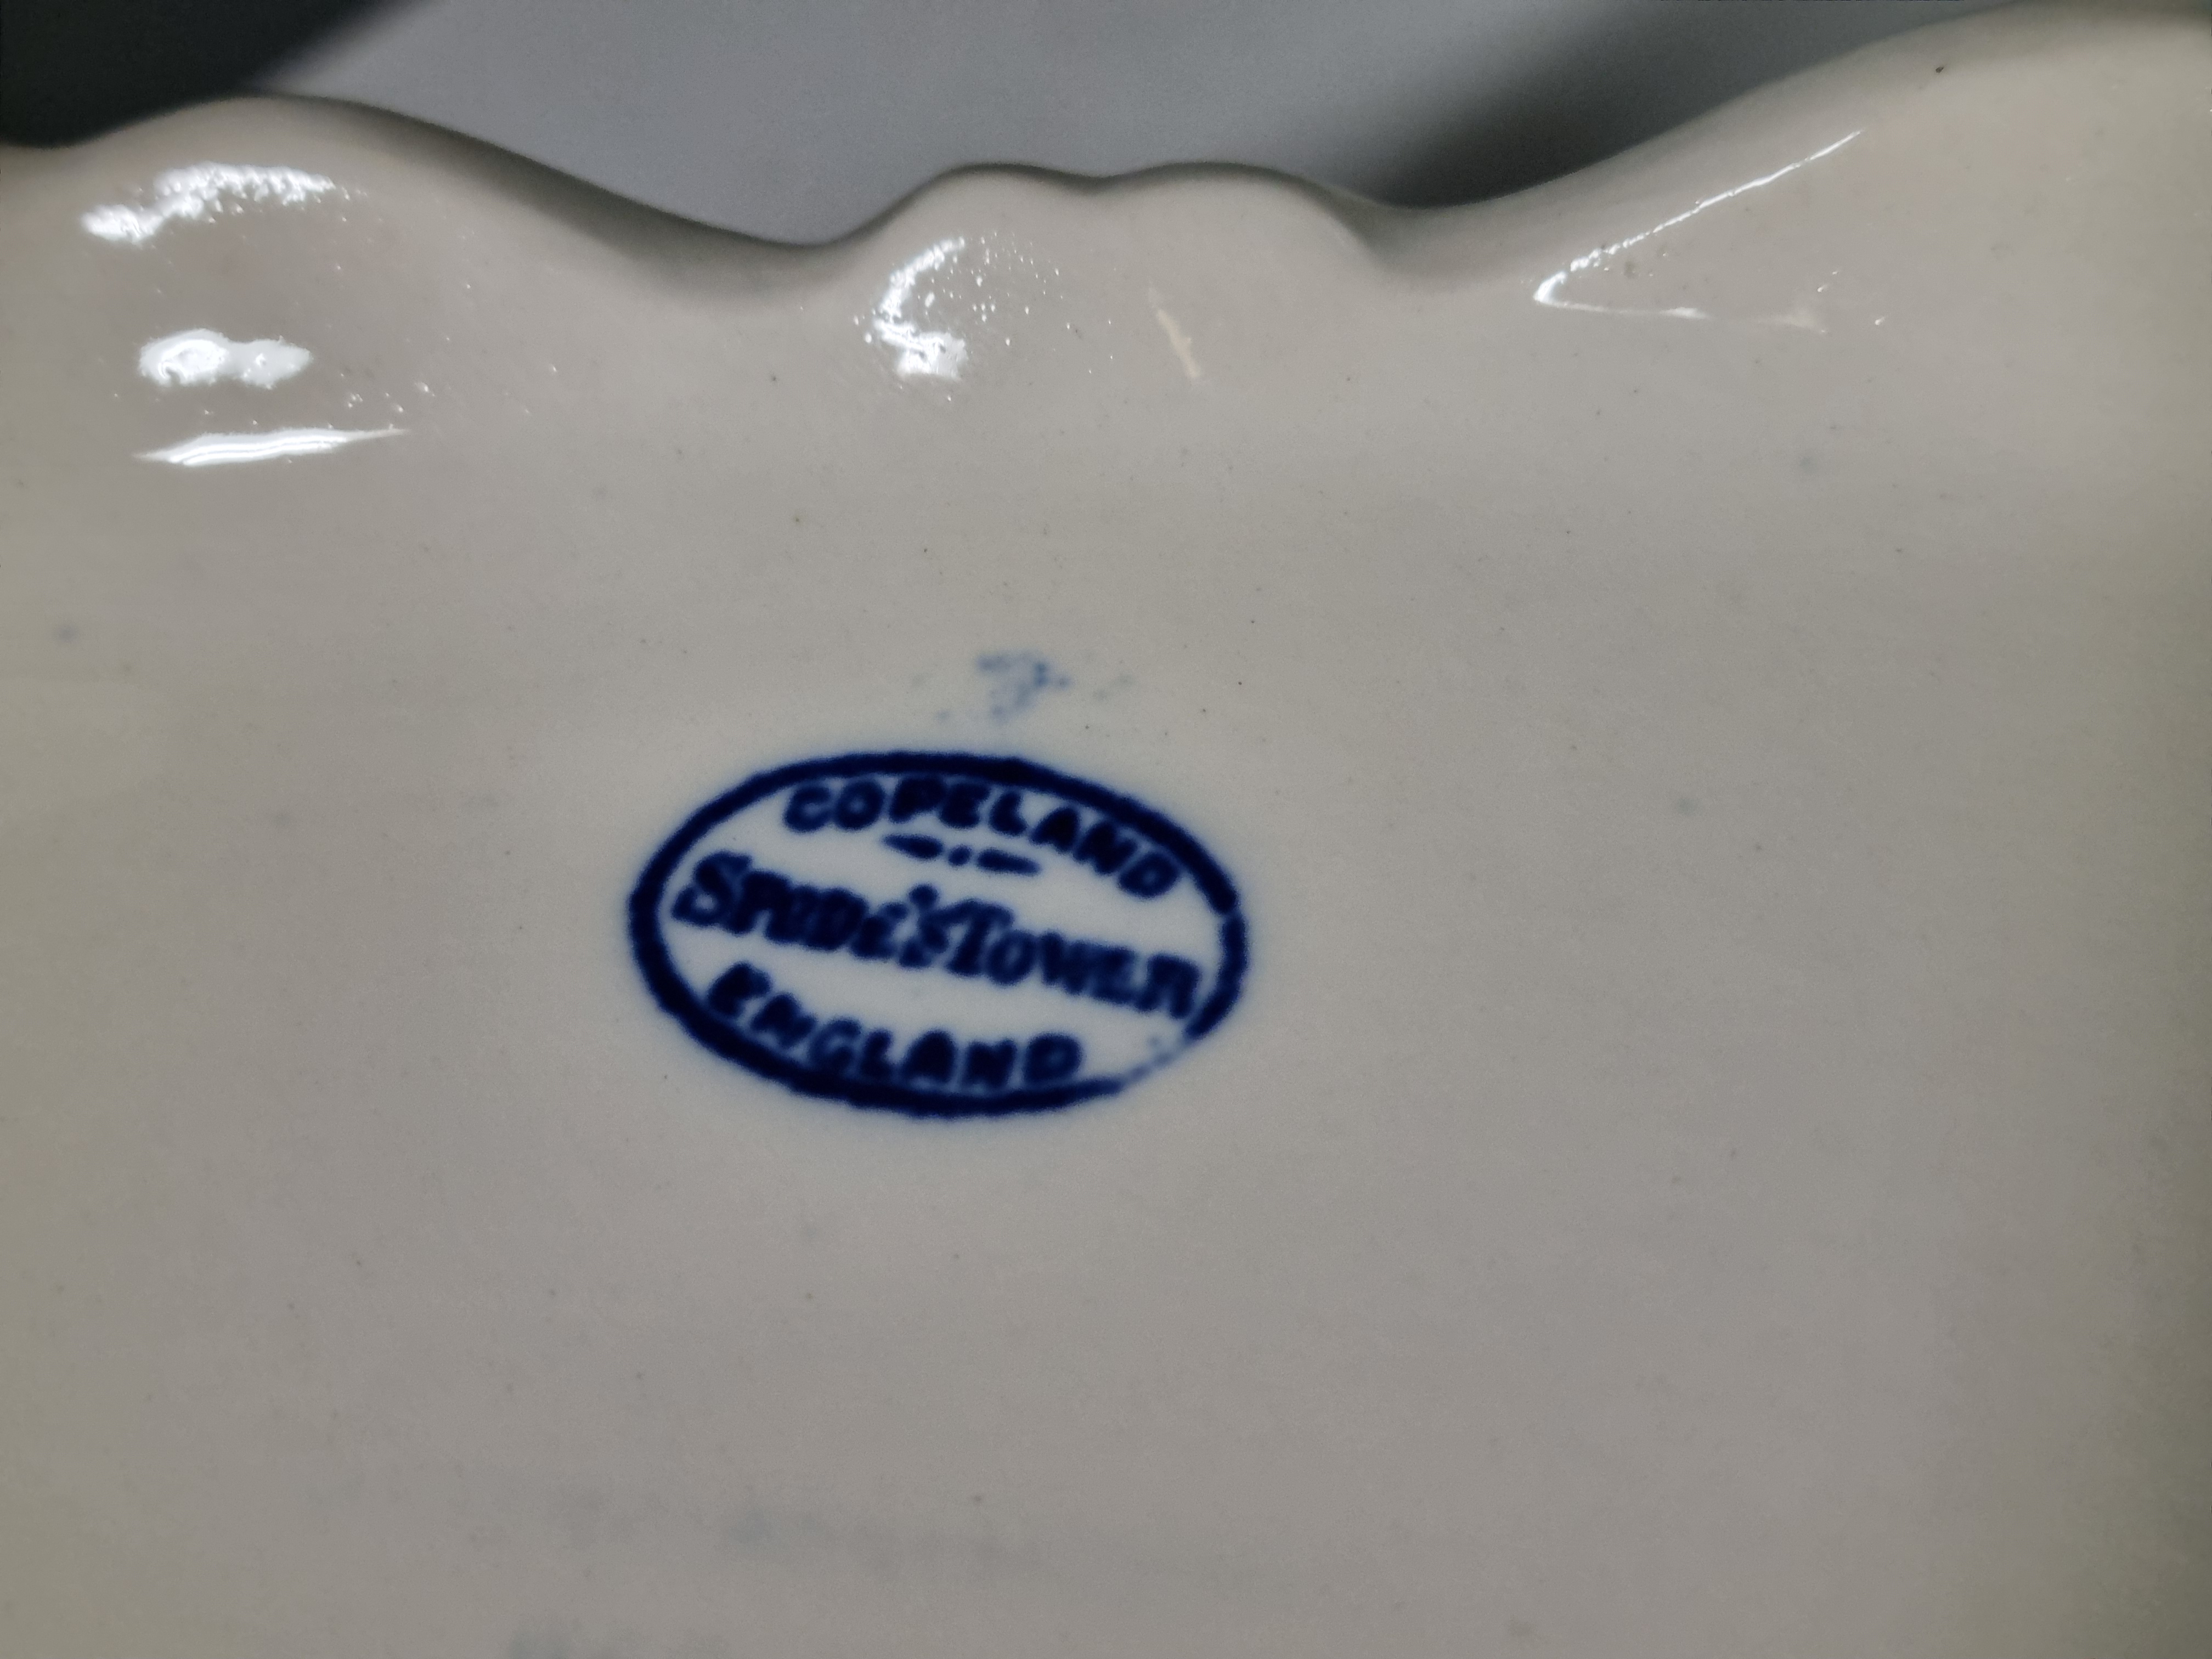 COPELAND
SPODE'S TOWER
ENGLAND